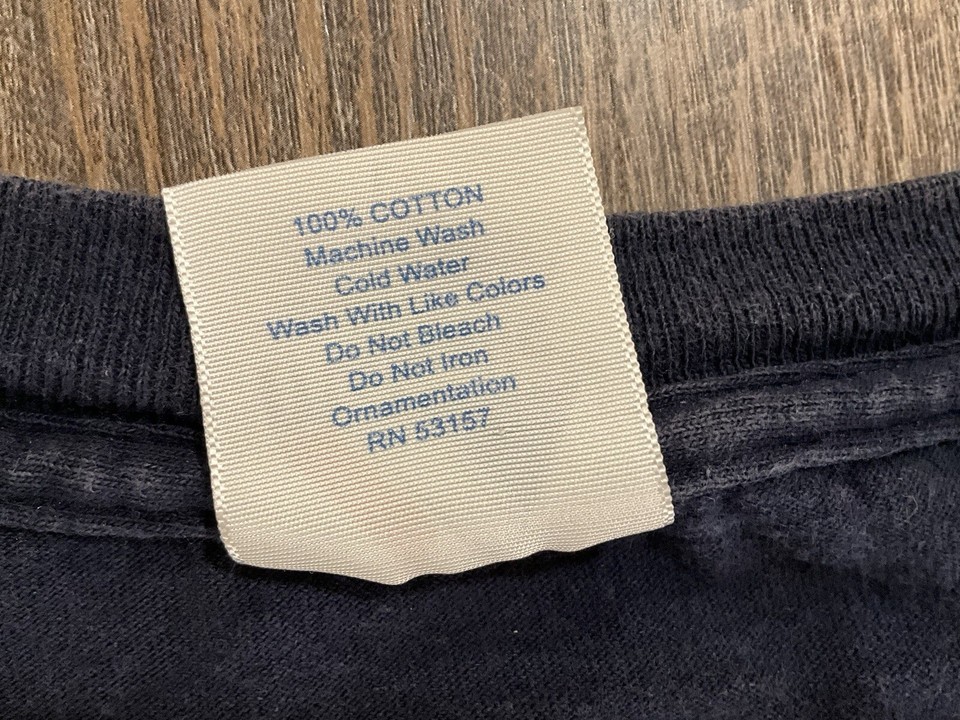 100% COTTON
Machine Wash
Cold Water
Wash With Like Colors
Do Not Bleach
Do Not Iron
Ornamentation
RN 53157